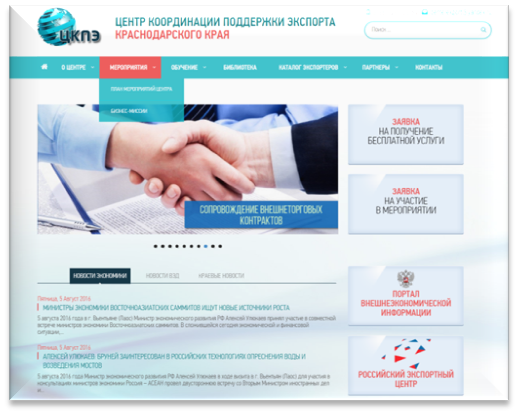 ЦКПЭ
ЦЕНТР КООРДИНАЦИИ ПОДДЕРЖКИ ЭКСПОРТА
КРАСНОДАРСКОГО КРАЯ
Поиск...
О ЦЕНТРЕ
МЕРОПРИЯТИЯ
ОБУЧЕНИЕ
БИБЛИОТЕКА
КАТАЛОГ ЭКСПОРТЕРОВ
ПАРТНЕРЫ
КОНТАКТЫ
ПЛАН МЕРОПРИЯТИЙ ЦЕНТРА
БИЗНЕС-МИССИИ
СОПРОВОЖДЕНИЕ ВНЕШНЕТОРГОВЫХ
КОНТРАКТОВ
ЗАЯВКА
НА ПОЛУЧЕНИЕ
БЕСПЛАТНОЙ УСЛУГИ
ЗАЯВКА
НА УЧАСТИЕ
В МЕРОПРИЯТИИ
НОВОСТИ ЭКОНОМИКИ
НОВОСТИ ВЭД
КРАЕВЫЕ НОВОСТИ
Пятница, 5 Август 2016
МИНИСТРЫ ЭКОНОМИКИ ВОСТОЧНОАЗИАТСКИХ САММИТОВ ИЩУТ НОВЫЕ ИСТОЧНИКИ РОСТА
5 августа 2016 года в г. Вьентьян (Лаос) Министр экономического развития РФ Алексей Улюкаев принял участие в совместной
встрече министров экономики Восточноазиатских саммитов. В сложившейся сегодня экономической и финансовой
ситуации,..
Пятница, 5 Август 2016
АЛЕКСЕЙ УЛЮКАЕВ: БРУНЕЙ ЗАИНТЕРЕСОВАН В РОССИЙСКИХ ТЕХНОЛОГИЯХ ОПРЕСНЕНИЯ ВОДЫ И
ВОЗВЕДЕНИЯ МОСТОВ
5 августа 2016 года Министр экономического развития РФ Алексей Улюкаев в ходе визита в г. Вьентьян (Лаос) для участия в
консультациях министров экономики Россия – АСЕАН провел двустороннюю встречу со Вторым Министром иностранных дел
и..
ПОРТАЛ
ВНЕШНЕЭКОНОМИЧЕСКОЙ
ИНФОРМАЦИИ
РОССИЙСКИЙ ЭКСПОРТНЫЙ
ЦЕНТР